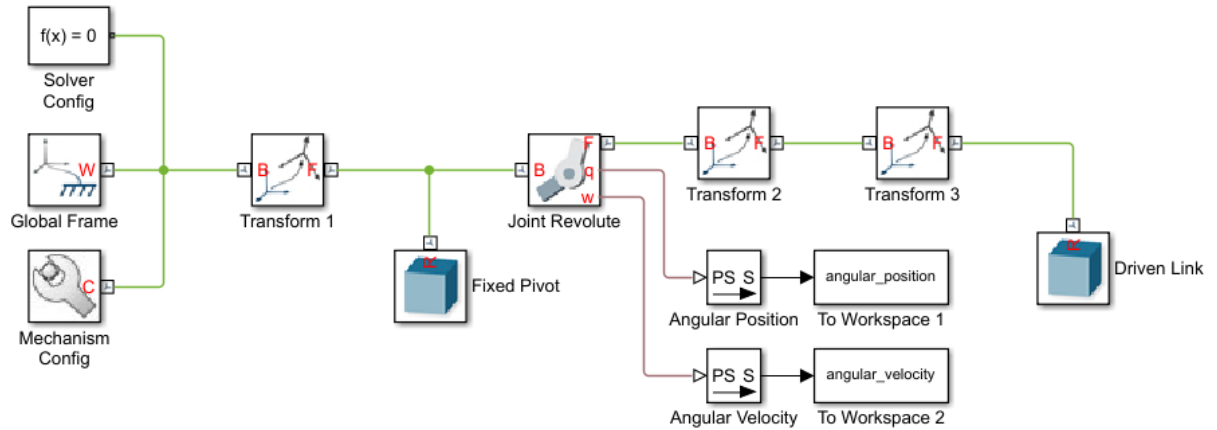 f(x) = 0
Solver
Config
W
Global Frame
C
Mechanism
Config
B
F
Transform 1
R
Fixed Pivot
B
F
q
w
Joint Revolute
B
F
Transform 2
B
F
Transform 3
R
Driven Link
PS S
Angular Position
angular_position
To Workspace 1
PS S
Angular Velocity
angular_velocity
To Workspace 2